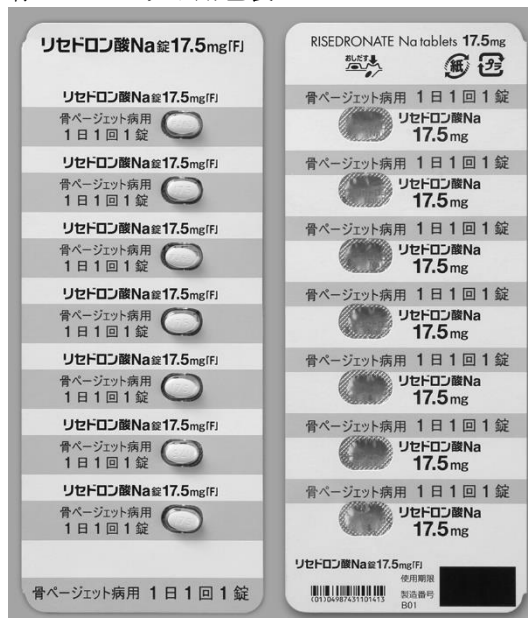 リセドロン酸Na錠17.5mg「F」
リセドロン酸Na錠17.5mg「F」
骨ページェット病用
1日1回1錠
リセドロン酸Na錠17.5mg「F」
骨ページェット病用
1日1回1錠
リセドロン酸Na錠17.5mg「F」
骨ページェット病用
1日1回1錠
リセドロン酸Na錠17.5mg「F」
骨ページェット病用
1日1回1錠
リセドロン酸Na錠17.5mg「F」
骨ページェット病用
1日1回1錠
リセドロン酸Na錠17.5mg「F」
骨ページェット病用
1日1回1錠
リセドロン酸Na錠17.5mg「F」
骨ページェット病用
1日1回1錠
骨ページェット病用 1日1回1錠
RISEDRONATE Na tablets 17.5mg
おしだす
紙 プラ
骨ページェット病用 1日1回1錠
リセドロン酸Na
17.5mg
骨ページェット病用 1日1回1錠
リセドロン酸Na
17.5mg
骨ページェット病用 1日1回1錠
リセドロン酸Na
17.5mg
骨ページェット病用 1日1回1錠
リセドロン酸Na
17.5mg
骨ページェット病用 1日1回1錠
リセドロン酸Na
17.5mg
骨ページェット病用 1日1回1錠
リセドロン酸Na
17.5mg
骨ページェット病用 1日1回1錠
リセドロン酸Na
17.5mg
リセドロン酸Na錠17.5mg「F」
使用期限
(01)04987431101413
製造番号
B01